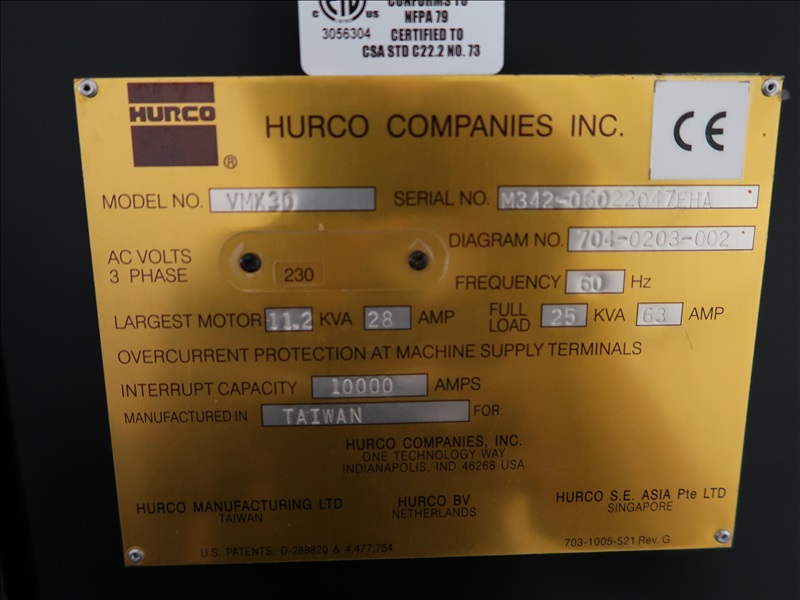 CONFORMS TO
NFPA 79
CERTIFIED TO
CSA STD C22.2 NO. 73
C US
3056304
HURCO
®
HURCO COMPANIES INC.
CE
MODEL NO. VMX30 SERIAL NO. M342-06022047FHA
DIAGRAM NO. 704-0203-002
AC VOLTS
3 PHASE
230
FREQUENCY 60 Hz
LARGEST MOTOR 11.2 KVA 28 AMP
FULL LOAD 25 KVA 63 AMP
OVERCURRENT PROTECTION AT MACHINE SUPPLY TERMINALS
INTERRUPT CAPACITY 10000 AMPS
MANUFACTURED IN TAIWAN FOR:
HURCO COMPANIES, INC.
ONE TECHNOLOGY WAY
INDIANAPOLIS, IND 46268 USA
HURCO MANUFACTURING LTD
TAIWAN
HURCO BV
NETHERLANDS
HURCO S.E. ASIA Pte LTD
SINGAPORE
U.S. PATENTS: D-288820 & 4,477,754
703-1005-521 Rev. G